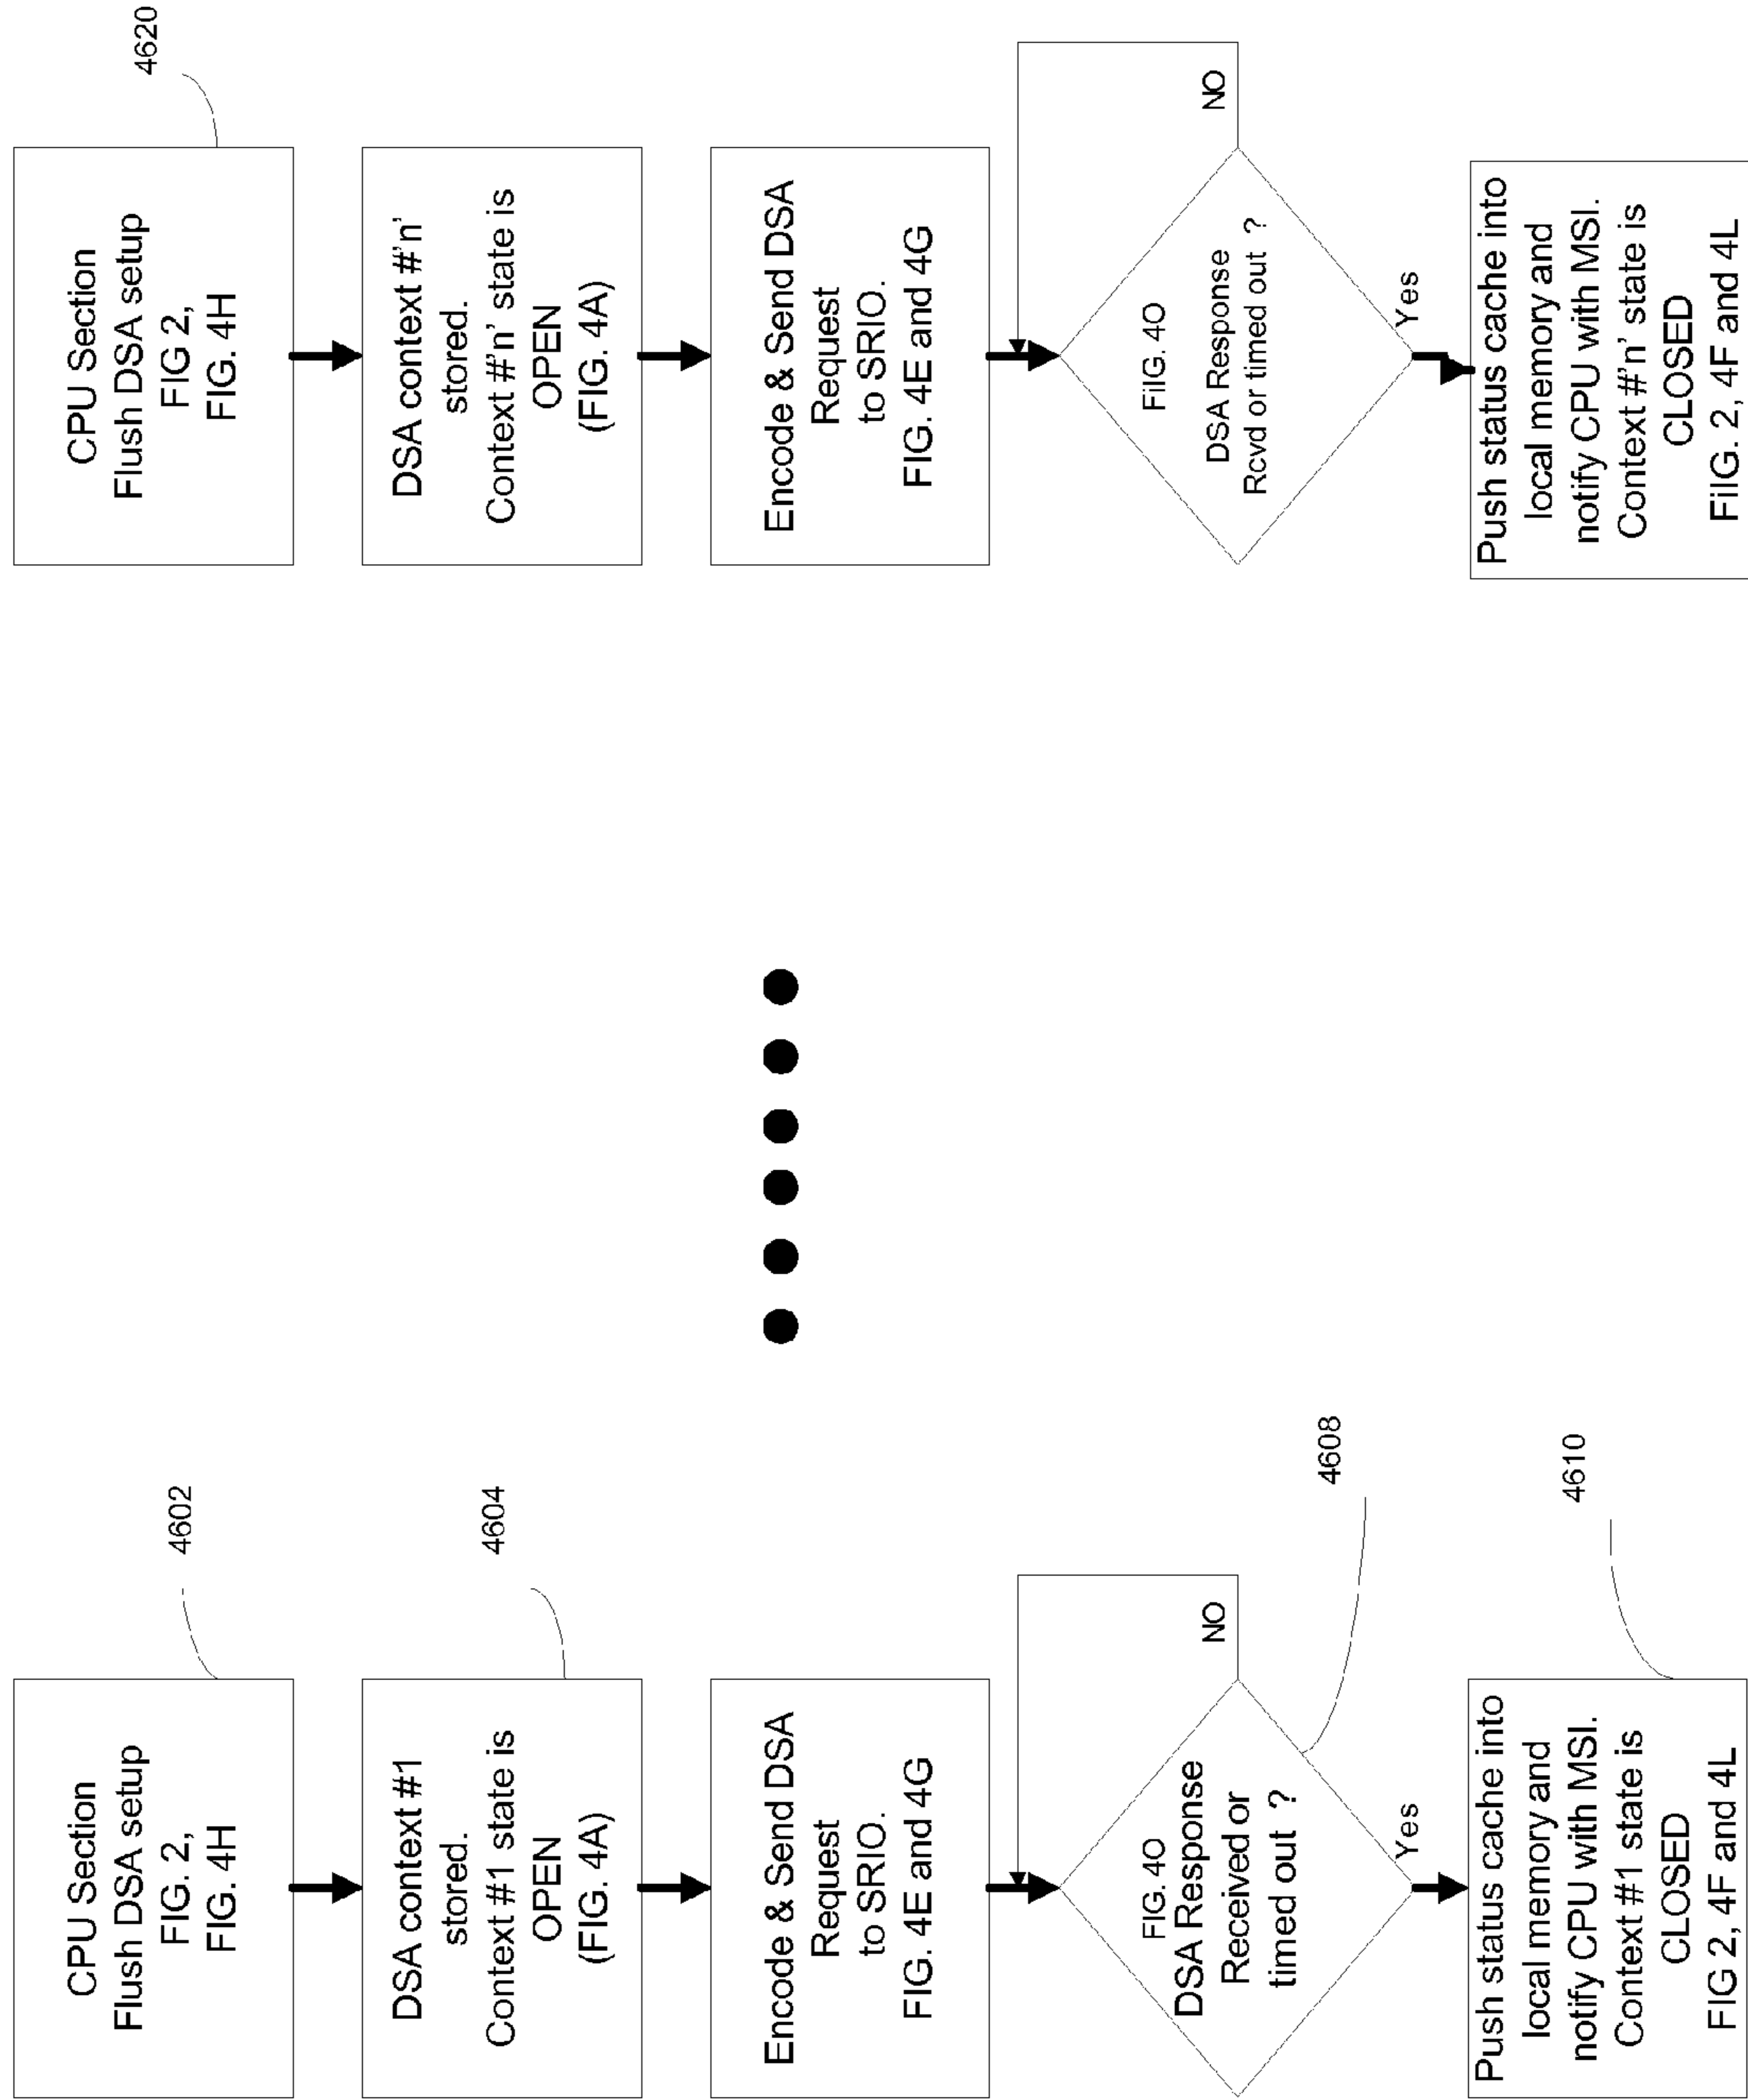 CPU Section
Flush DSA setup
FIG. 2,
FIG. 4H
4602
DSA context #1
stored.
Context #1 state is
OPEN
(FIG. 4A)
4604
Encode & Send DSA
Request
to SRIO.
FIG. 4E and 4G
FIG. 4O
DSA Response
Received or
timed out ?
NO
4608
Yes
Push status cache into
local memory and
notify CPU with MSI.
Context #1 state is
CLOSED
FIG 2, 4F and 4L
4610
CPU Section
Flush DSA setup
FIG 2,
FIG. 4H
4620
DSA context #'n'
stored.
Context #'n' state is
OPEN
(FIG. 4A)
Encode & Send DSA
Request
to SRIO.
FIG. 4E and 4G
FiIG. 4O
DSA Response
Rcvd or timed out ?
NO
Yes
Push status cache into
local memory and
notify CPU with MSI.
Context #'n' state is
CLOSED
FiIG. 2, 4F and 4L